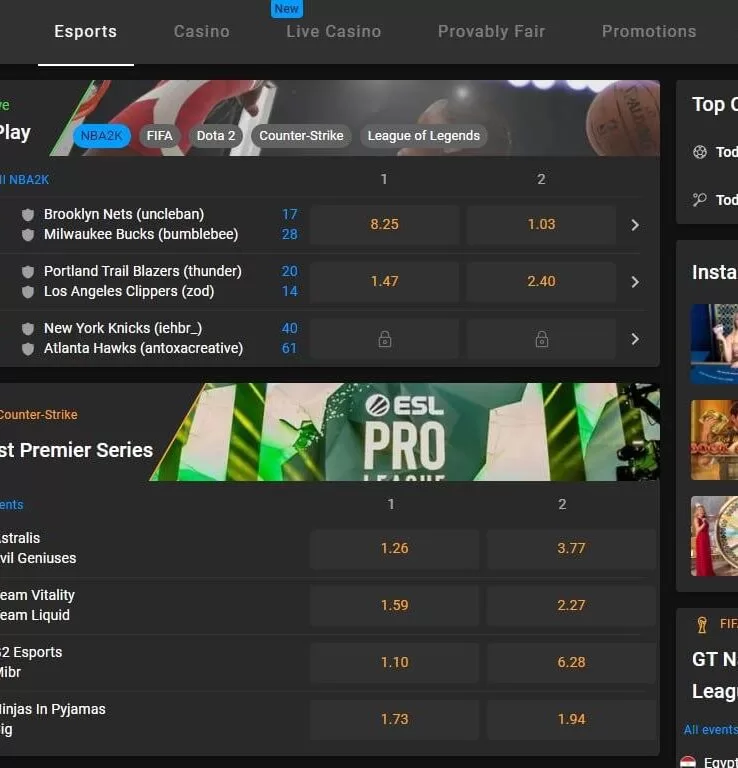 New
Esports Casino Live Casino Provably Fair Promotions
Play
NBA2K FIFA Dota 2 Counter-Strike League of Legends
SPALDING
NBA2K 1 2
Brooklyn Nets (uncleban) 17
Milwaukee Bucks (bumblebee) 28
8.25 1.03
Portland Trail Blazers (thunder) 20
Los Angeles Clippers (zod) 14
1.47 2.40
New York Knicks (iehbr_) 40
Atlanta Hawks (antoxacreative) 61
Counter-Strike
st Premier Series
ESL
PRO
LEAGUE
ents 1 2
stralis
vil Geniuses
1.26 3.77
eam Vitality
eam Liquid
1.59 2.27
G2 Esports
Mibr
1.10 6.28
Ninjas In Pyjamas
ig
1.73 1.94
Top
Tod
Tod
Insta
FIF
GT N
Leagu
All events
Egypt